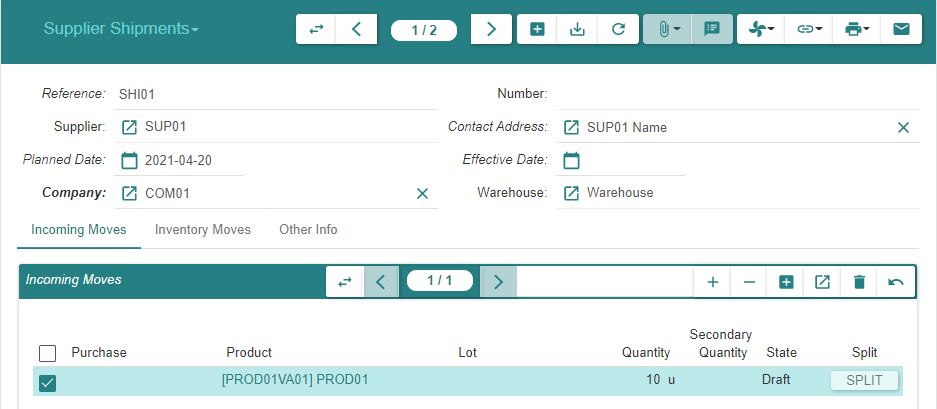 Supplier Shipments
1 / 2
Reference: SHI01 Number:
Supplier: SUP01 Contact Address: SUP01 Name
Planned Date: 2021-04-20 Effective Date:
Company: COM01 Warehouse: Warehouse
Incoming Moves Inventory Moves Other Info
Incoming Moves 1 / 1
Purchase Product Lot Quantity Secondary Quantity State Split
[PROD01VA01] PROD01 10 u Draft SPLIT